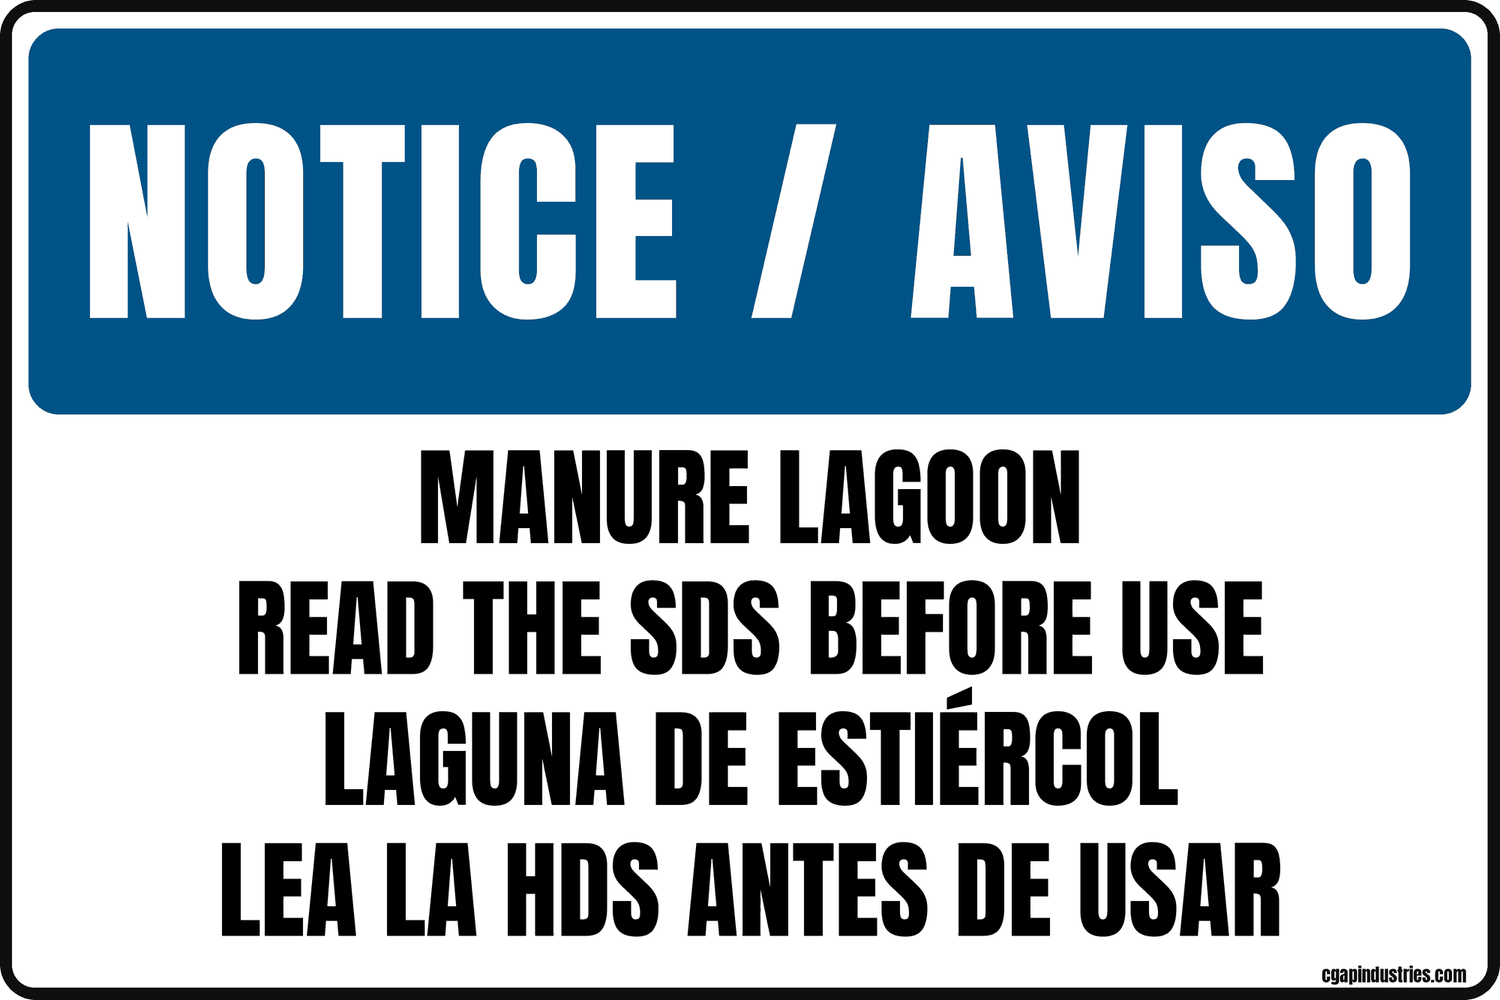 NOTICE / AVISO
MANURE LAGOON
READ THE SDS BEFORE USE
LAGUNA DE ESTIÉRCOL
LEA LA HDS ANTES DE USAR
cgapindustries.com